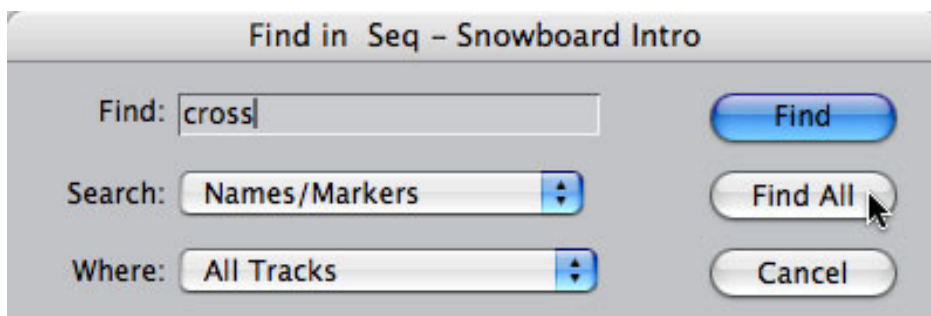 Find in Seq – Snowboard Intro
Find: cross Find
Search: Names/Markers Find All
Where: All Tracks Cancel